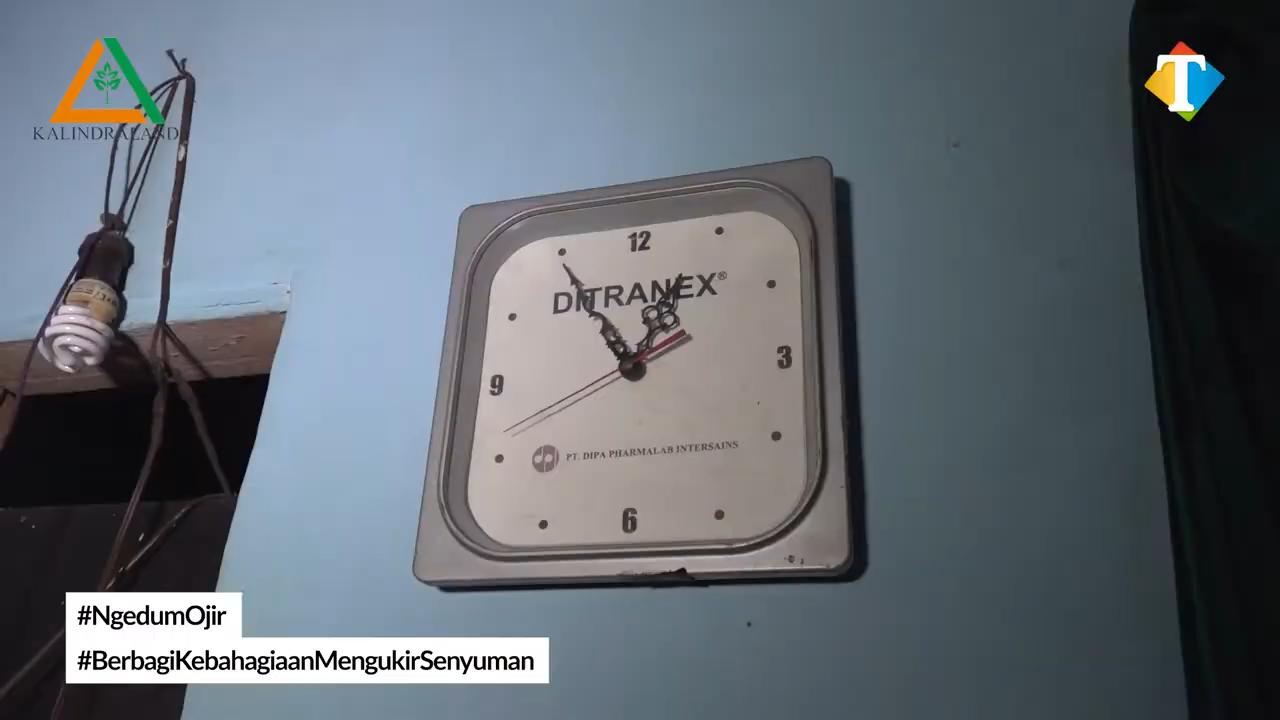 KALINDRALAND
T
12
DITRANEX®
3
9
PT. DIPA PHARMALAB INTERSAINS
6
#NgedumOjir
#BerbagiKebahagiaanMengukirSenyuman